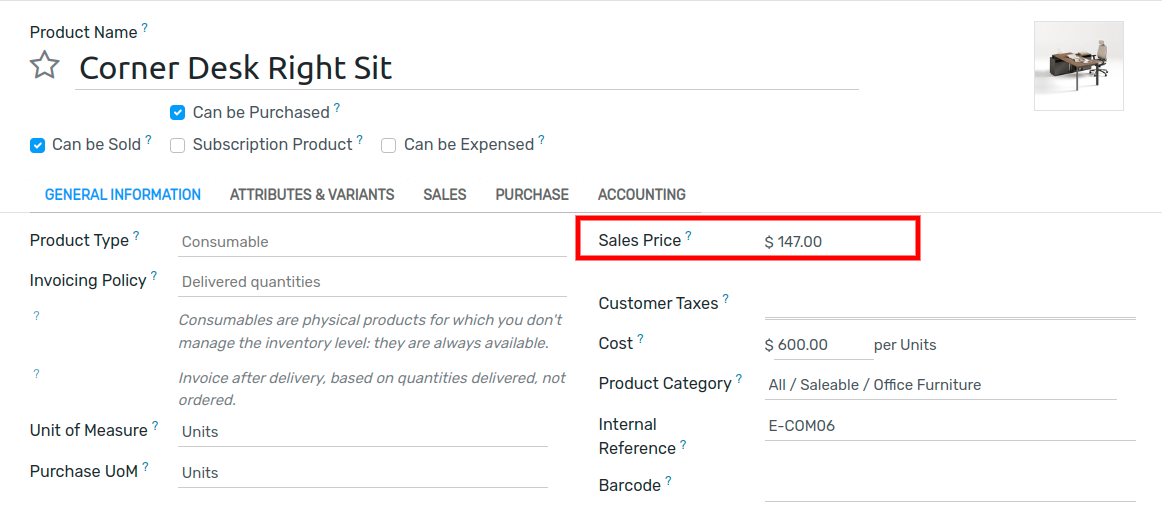 Product Name ?
Corner Desk Right Sit
Can be Purchased ?
Can be Sold ? Subscription Product ? Can be Expensed ?
GENERAL INFORMATION ATTRIBUTES & VARIANTS SALES PURCHASE ACCOUNTING
Product Type ? Consumable
Invoicing Policy ? Delivered quantities
? Consumables are physical products for which you don't
manage the inventory level: they are always available.
? Invoice after delivery, based on quantities delivered, not
ordered.
Unit of Measure ? Units
Purchase UoM ? Units
Sales Price ? $ 147.00
Customer Taxes ?
Cost ? $ 600.00 per Units
Product Category ? All / Saleable / Office Furniture
Internal
Reference ? E-COM06
Barcode ?